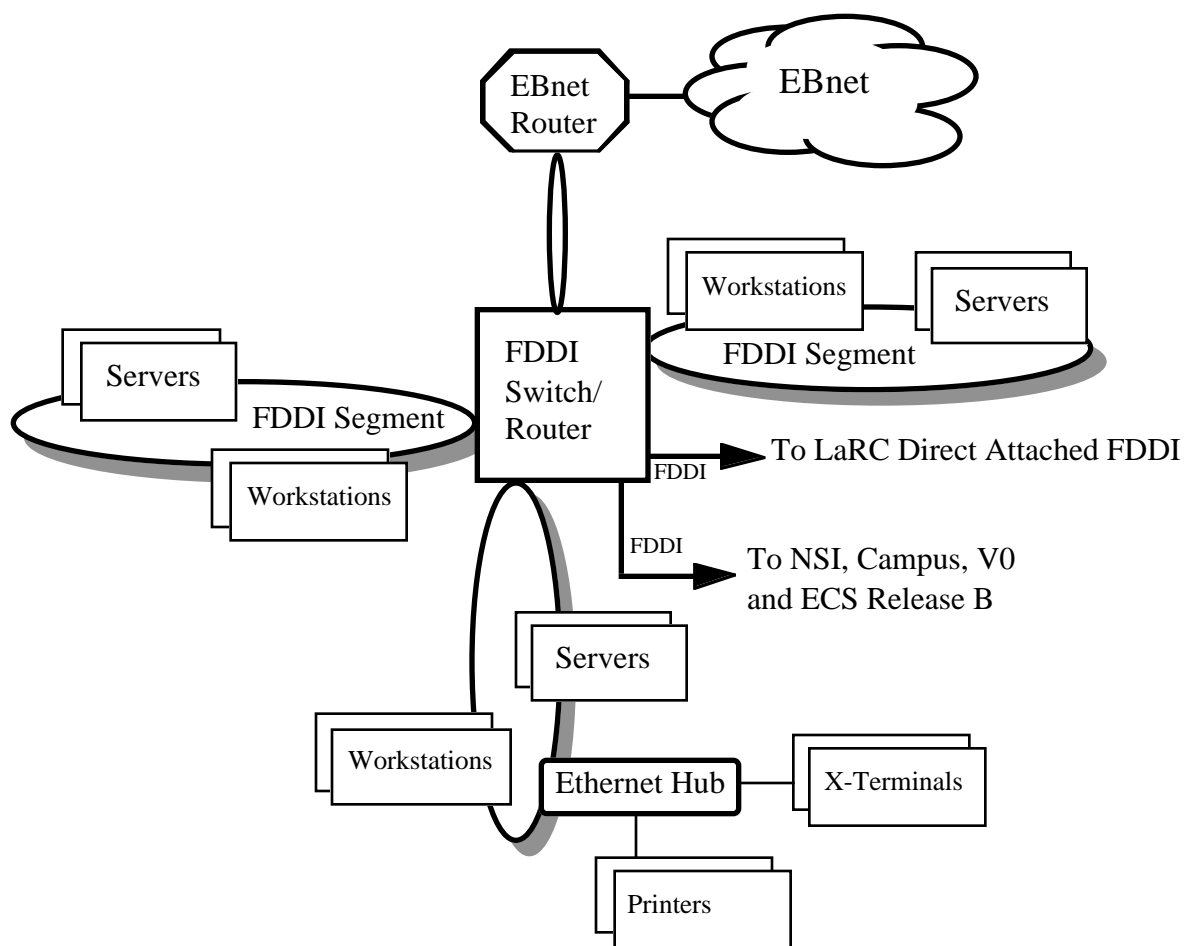 EBnet
Router
EBnet
Workstations
Servers
FDDI Segment
FDDI
Switch/
Router
Servers
FDDI Segment
Workstations
FDDI
To LaRC Direct Attached FDDI
FDDI
To NSI, Campus, V0
and ECS Release B
Servers
Workstations
Ethernet Hub
X-Terminals
Printers